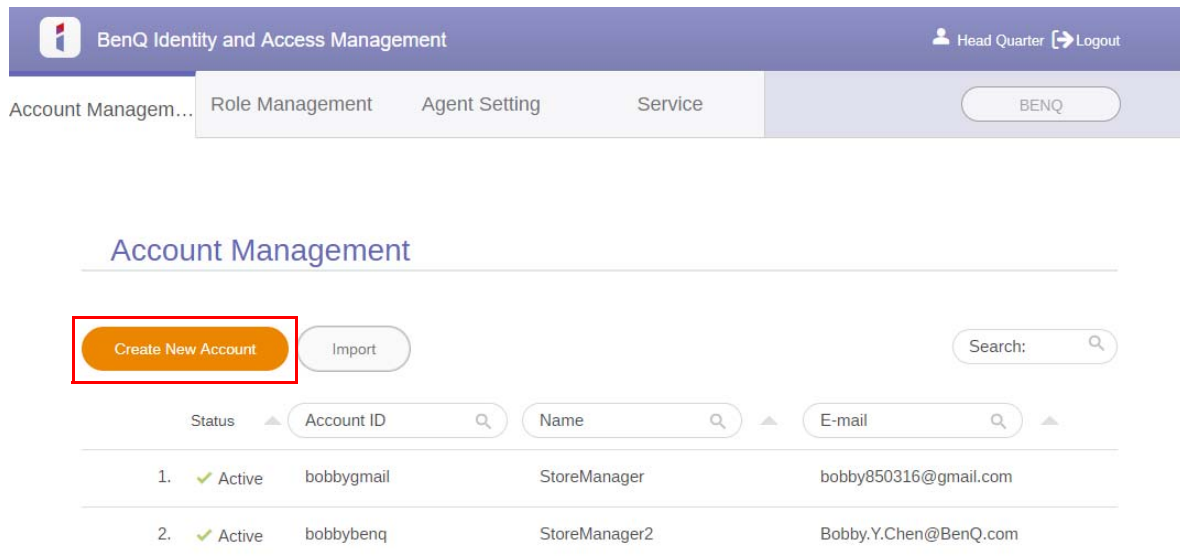 BenQ Identity and Access Management
Head Quarter Logout
Account Managem... Role Management Agent Setting Service BENQ
Account Management
Create New Account Import Search:
Status Account ID Name E-mail
1. Active bobbygmail StoreManager bobby850316@gmail.com
2. Active bobbybenq StoreManager2 Bobby.Y.Chen@BenQ.com